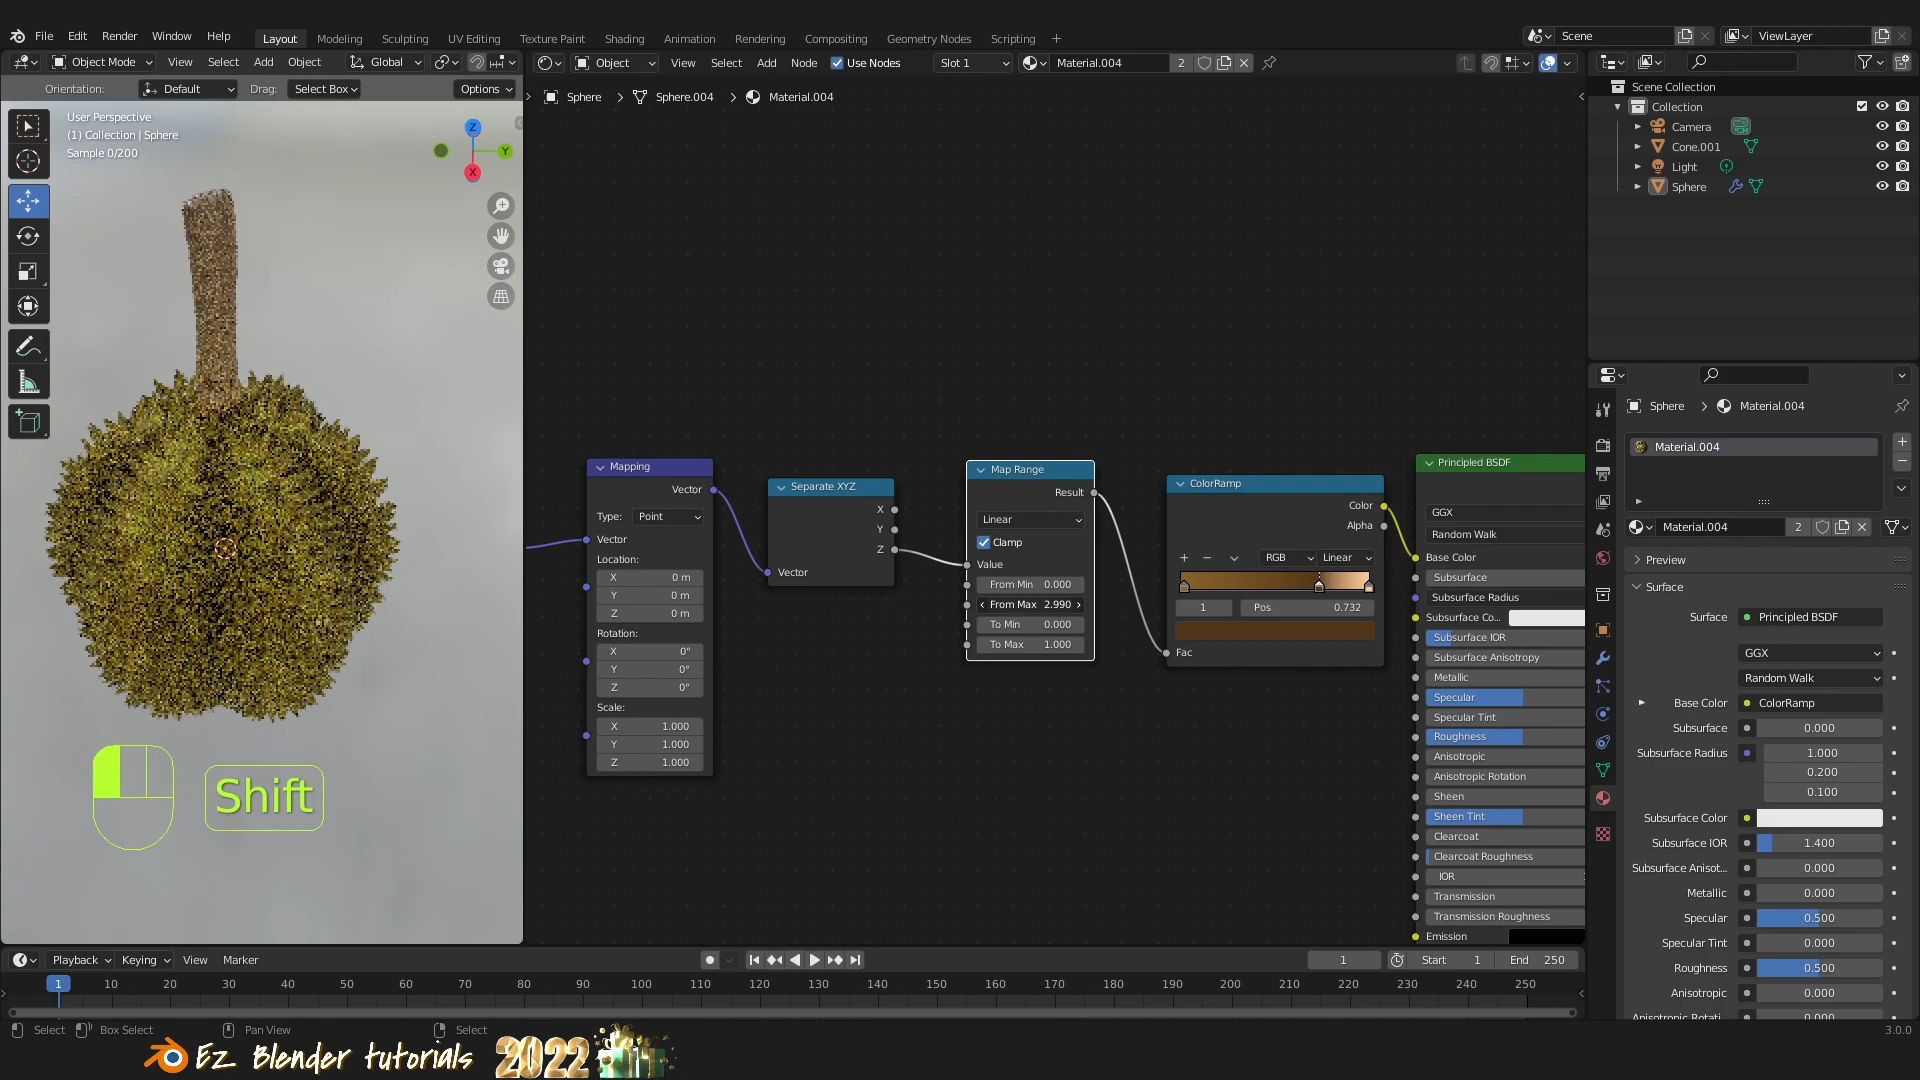 File Edit Render Window Help Layout Modeling Sculpting UV Editing Texture Paint Shading Animation Rendering Compositing Geometry Nodes Scripting + Scene ViewLayer
Object Mode View Select Add Object Global Object View Select Add Node Use Nodes Slot 1 Material.004 2
Orientation: Default Drag: Select Box Options
Sphere > Sphere.004 > Material.004
User Perspective
(1) Collection | Sphere
Sample 0/200
Z
Y
X
Shift
Mapping
Vector
Type: Point
Vector
Location:
X 0 m
Y 0 m
Z 0 m
Rotation:
X 0°
Y 0°
Z 0°
Scale:
X 1.000
Y 1.000
Z 1.000
Separate XYZ
X
Y
Z
Vector
Map Range
Result
Linear
Clamp
Value
From Min 0.000
From Max 2.990
To Min 0.000
To Max 1.000
ColorRamp
Color
Alpha
RGB Linear
1 Pos 0.732
Fac
Principled BSDF
GGX
Random Walk
Base Color
Subsurface
Subsurface Radius
Subsurface Co...
Subsurface IOR
Subsurface Anisotropy
Metallic
Specular
Specular Tint
Roughness
Anisotropic
Anisotropic Rotation
Sheen
Sheen Tint
Clearcoat
Clearcoat Roughness
IOR
Transmission
Transmission Roughness
Emission
Scene Collection
Collection
Camera
Cone.001
Light
Sphere
Sphere > Material.004
Material.004
Material.004 2
Preview
Surface
Surface Principled BSDF
GGX
Random Walk
Base Color ColorRamp
Subsurface 0.000
Subsurface Radius 1.000
0.200
0.100
Subsurface Color
Subsurface IOR 1.400
Subsurface Anisot... 0.000
Metallic 0.000
Specular 0.500
Specular Tint 0.000
Roughness 0.500
Anisotropic 0.000
Anisotropic Rotati... 0.000
Playback Keying View Marker 1 Start 1 End 250
1 10 20 30 40 50 60 70 80 90 100 110 120 130 140 150 160 170 180 190 200 210 220 230 240 250
Select Box Select Pan View Select 3.0.0
Ez Blender tutorials 2022